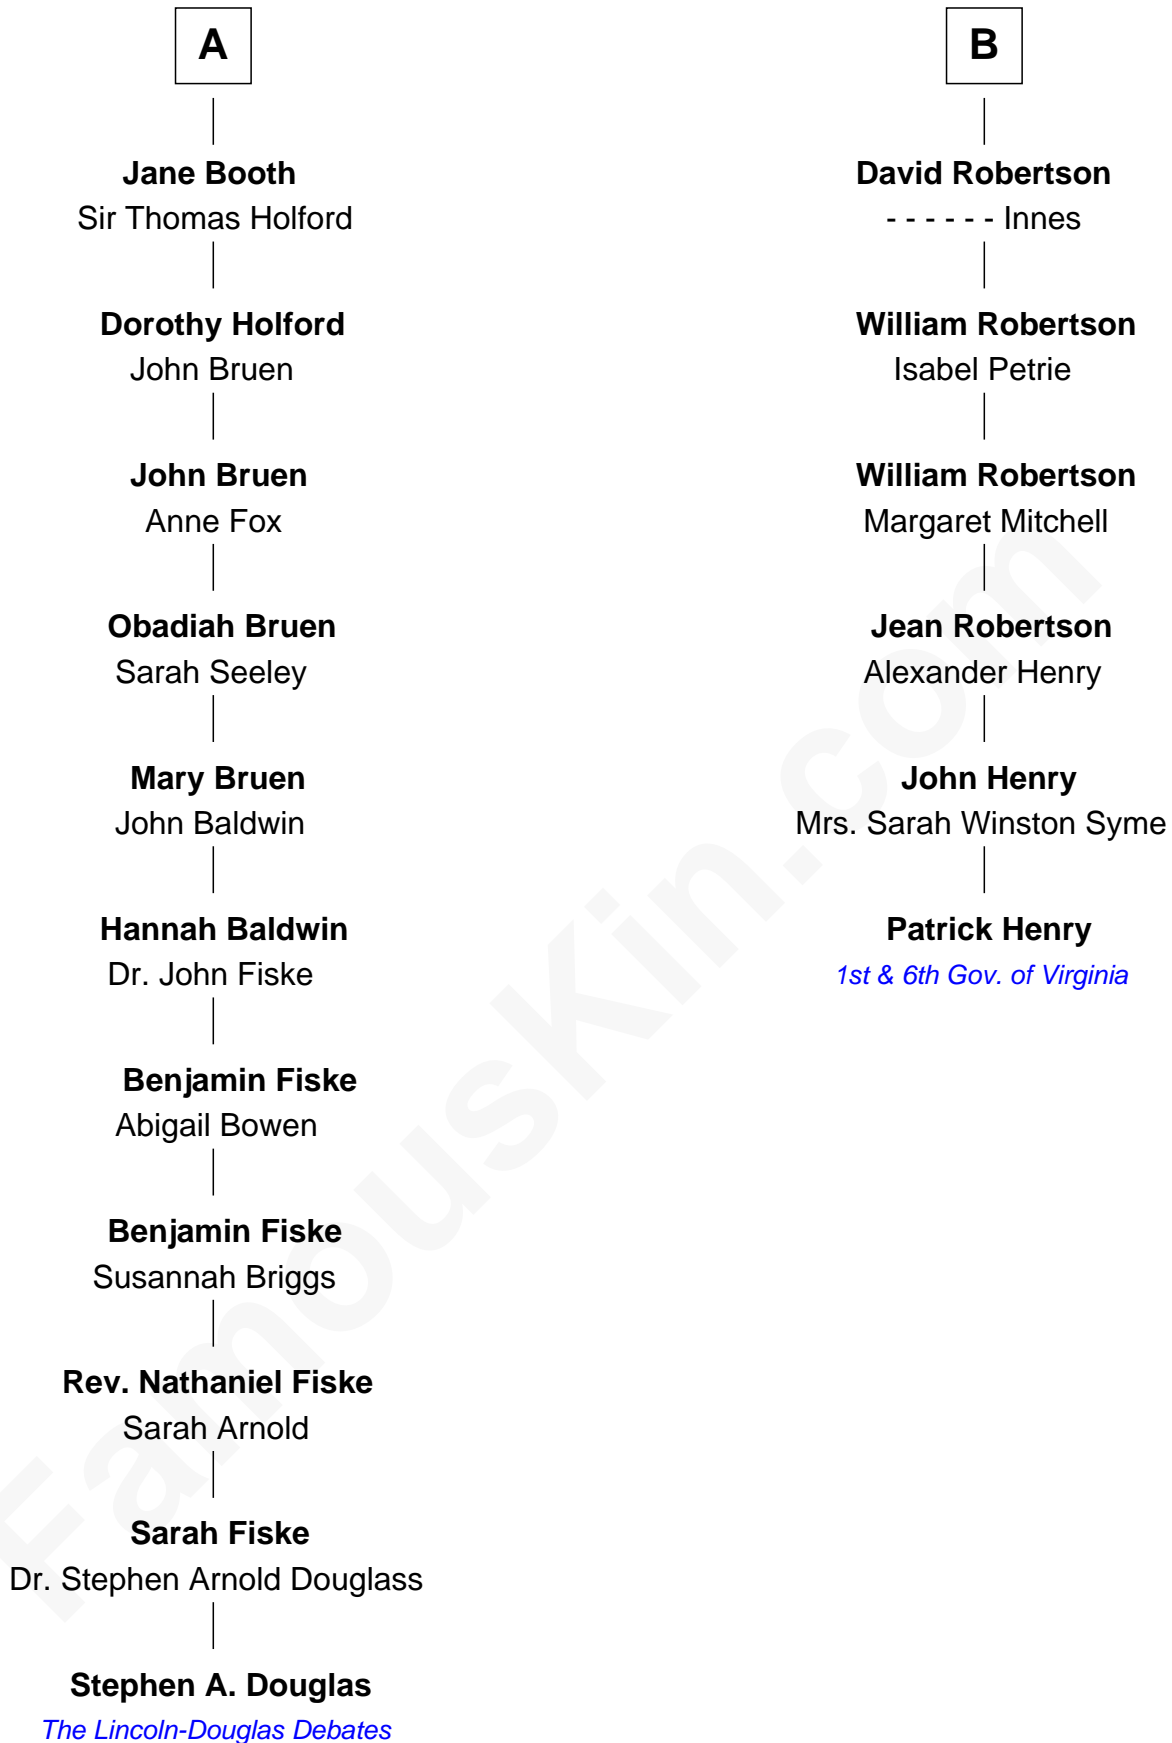 A
Jane Booth
Sir Thomas Holford
Dorothy Holford
John Bruen
John Bruen
Anne Fox
Obadiah Bruen
Sarah Seeley
Mary Bruen
John Baldwin
Hannah Baldwin
Dr. John Fiske
Benjamin Fiske
Abigail Bowen
Benjamin Fiske
Susannah Briggs
Rev. Nathaniel Fiske
Sarah Arnold
Sarah Fiske
Dr. Stephen Arnold Douglass
Stephen A. Douglas
The Lincoln-Douglas Debates
B
David Robertson
- - - - - - Innes
William Robertson
Isabel Petrie
William Robertson
Margaret Mitchell
Jean Robertson
Alexander Henry
John Henry
Mrs. Sarah Winston Syme
Patrick Henry
1st & 6th Gov. of Virginia
FamousKin.com